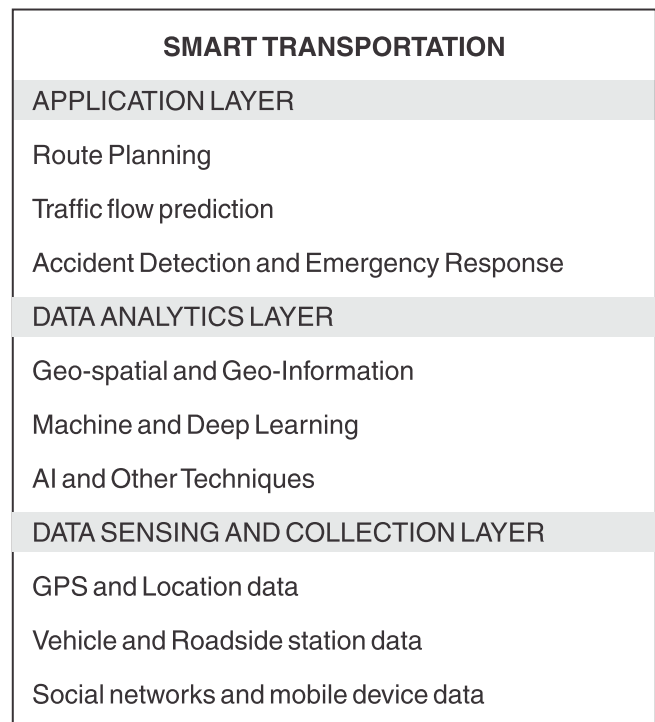 SMART TRANSPORTATION
APPLICATION LAYER
Route Planning
Traffic flow prediction
Accident Detection and Emergency Response
DATA ANALYTICS LAYER
Geo-spatial and Geo-Information
Machine and Deep Learning
AI and Other Techniques
DATA SENSING AND COLLECTION LAYER
GPS and Location data
Vehicle and Roadside station data
Social networks and mobile device data